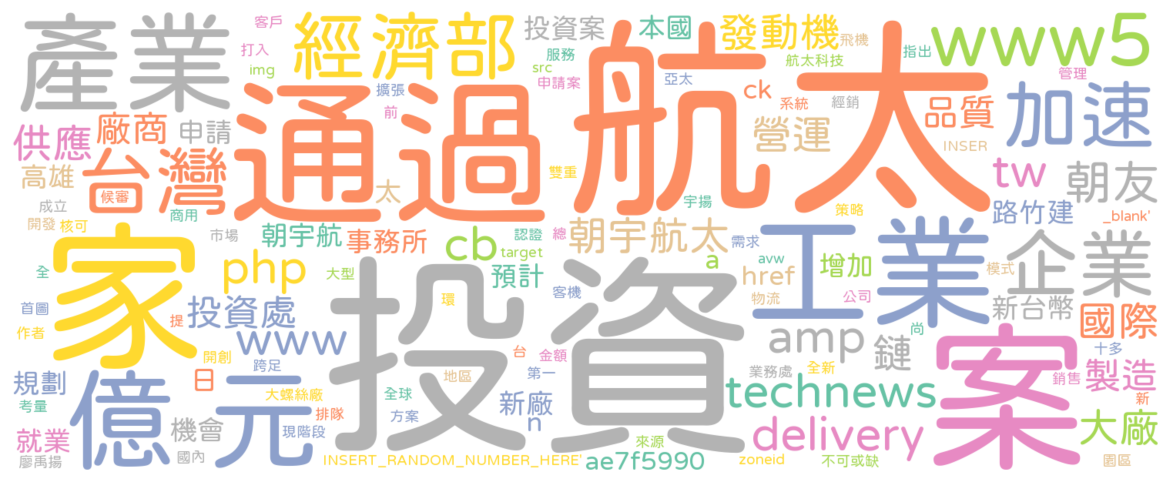 客戶
產業
經濟部
投資案
本國
發動機
飛機
www5
打入
服務
航太科技
指出
img
src
申請案
亞太
管理
擴張
通過
航太
ck
系統
經銷
品質
加速
前
供應
廠商
申請
營運
INSER
台灣
高雄
雙重
tw
朝友
太
候審
成立
宇揚
策略
路竹建
_blank'
開發
核可
商用
市場
朝宇航
事務所
cb
認證
總
朝宇航太
需求
工業
企業
target
家
php
全
大型
預計
a
avw
href
增加
模式
投資
客機
物流
公司
新台幣
國際
首圖
環
作者
提
投資處
www
尚
amp
鏈
十多
案
開創
跨足
台
金額
業務處
規劃
億
元
日
地區
第一
全新
銷售
製造
考量
大螺絲廠
全球
新廠
technews
新
就業
機會
現階段
排隊
方案
n
delivery
大廠
來源
廖禹揚
國內
INSERT_RANDOM_NUMBER_HERE'
ae7f5990
zoneid
不可或缺
園區